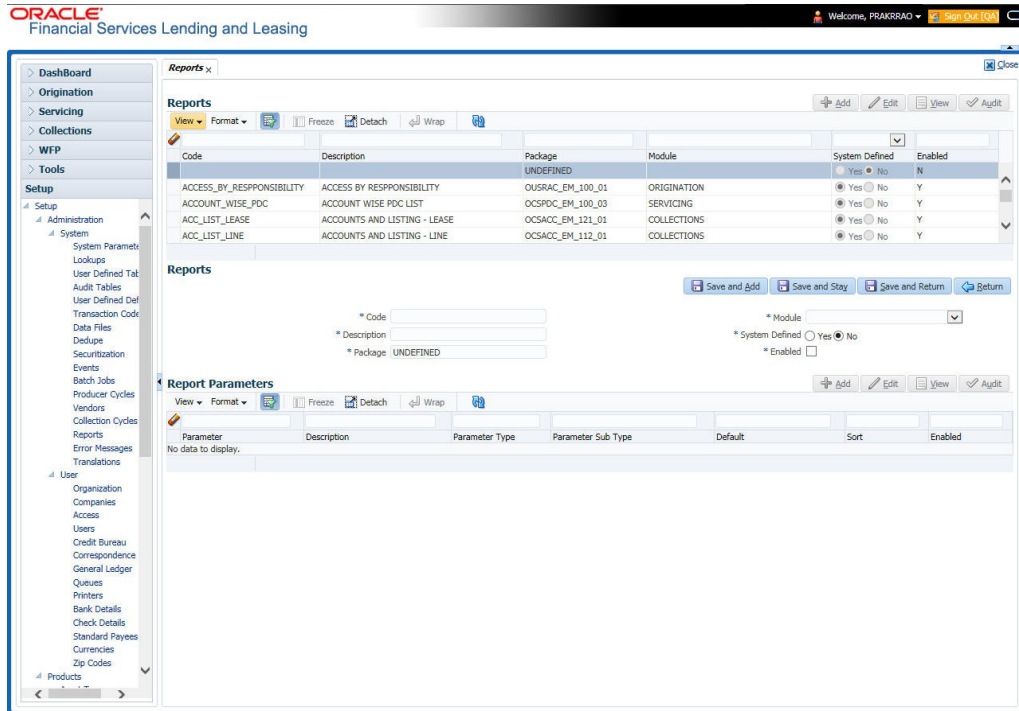 ORACLE
Financial Services Lending and Leasing
Welcome, PRAKRRAO
Sign Out [QA]
DashBoard
Origination
Servicing
Collections
WFP
Tools
Setup
Setup
Administration
System
System Paramete
Lookups
User Defined Tab
Audit Tables
User Defined Def
Transaction Code
Data Files
Dedupe
Securitization
Events
Batch Jobs
Producer Cycles
Vendors
Collection Cycles
Reports
Error Messages
Translations
User
Organization
Companies
Access
Users
Credit Bureau
Correspondence
General Ledger
Queues
Printers
Bank Details
Check Details
Standard Payees
Currencies
Zip Codes
Products
Reports
Close
Reports
Add Edit View Audit
View Format Freeze Detach Wrap
Code Description Package Module System Defined Enabled
UNDEFINED Yes No N
ACCESS_BY_RESPPONSIBILITY ACCESS BY RESPPONSIBILITY OUSRAC_EM_100_01 ORIGINATION Yes No Y
ACCOUNT_WISE_PDC ACCOUNT WISE PDC LIST OCSPDC_EM_100_03 SERVICING Yes No Y
ACC_LIST_LEASE ACCOUNTS AND LISTING - LEASE OCSACC_EM_121_01 COLLECTIONS Yes No Y
ACC_LIST_LINE ACCOUNTS AND LISTING - LINE OCSACC_EM_112_01 COLLECTIONS Yes No Y
Reports
Save and Add Save and Stay Save and Return Return
* Code
* Description
* Package UNDEFINED
* Module
* System Defined Yes No
* Enabled
Report Parameters
Add Edit View Audit
View Format Freeze Detach Wrap
Parameter Description Parameter Type Parameter Sub Type Default Sort Enabled
No data to display.